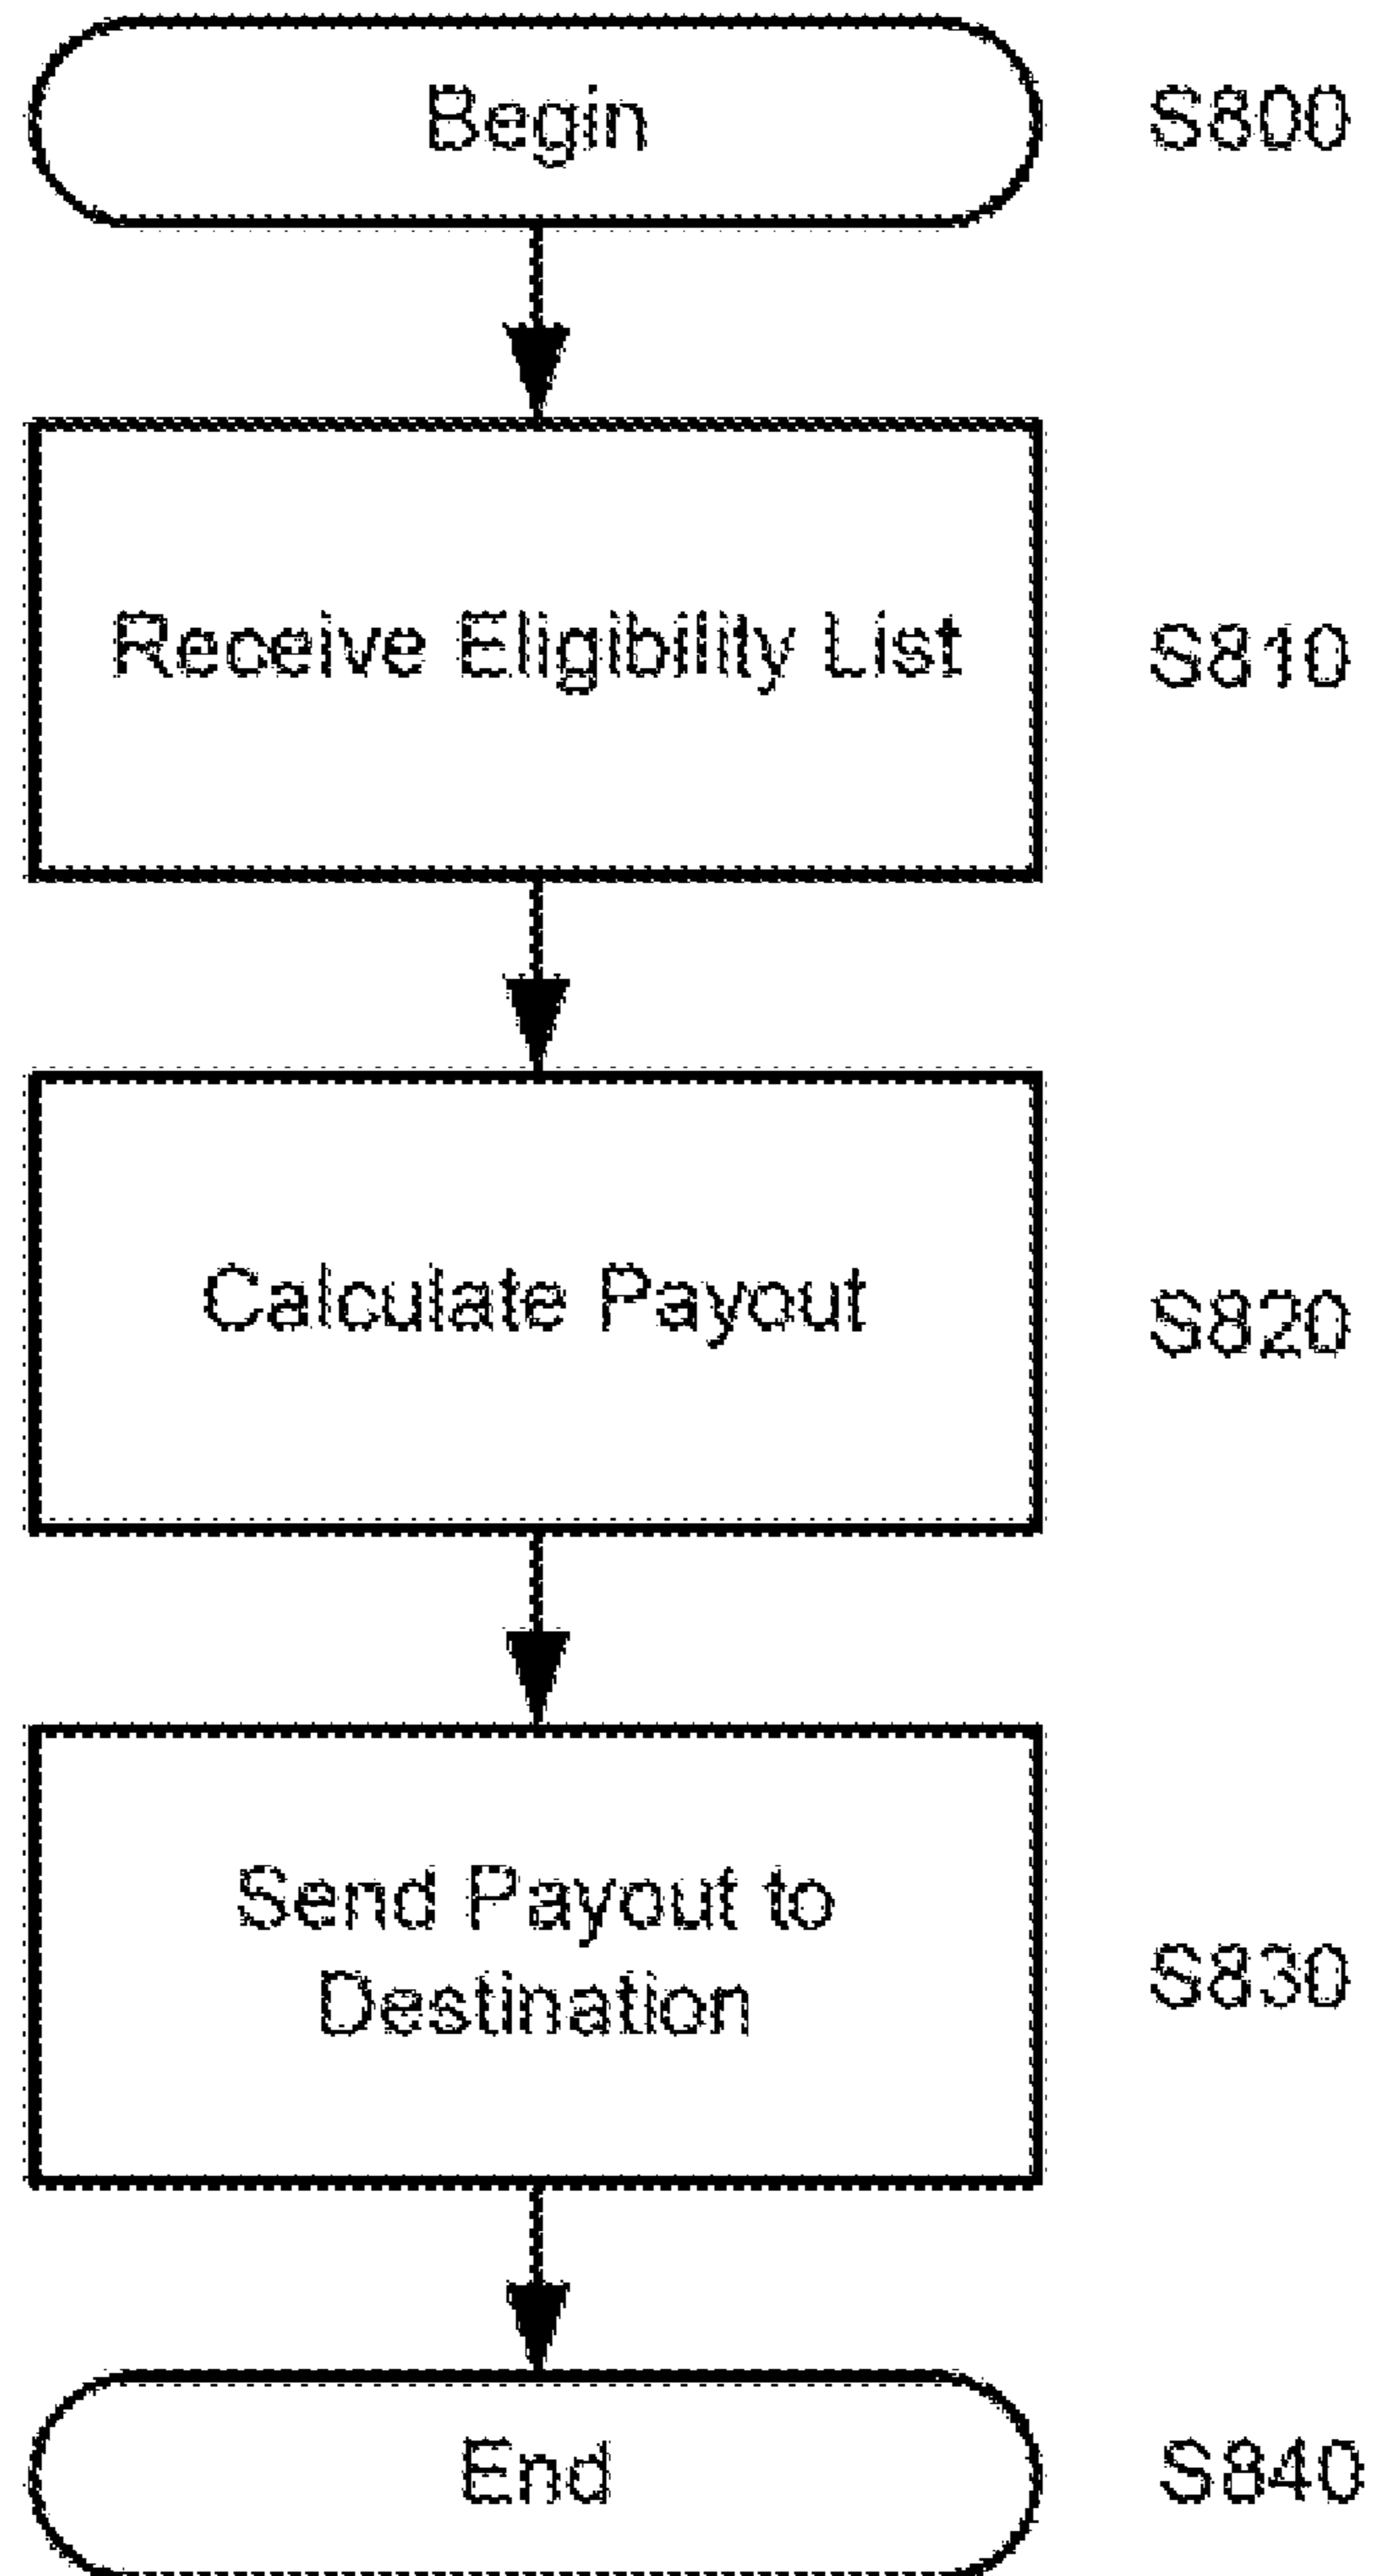 Begin
S800
Receive Eligibility List
S810
Calculate Payout
S820
Send Payout to
Destination
S830
End
S840